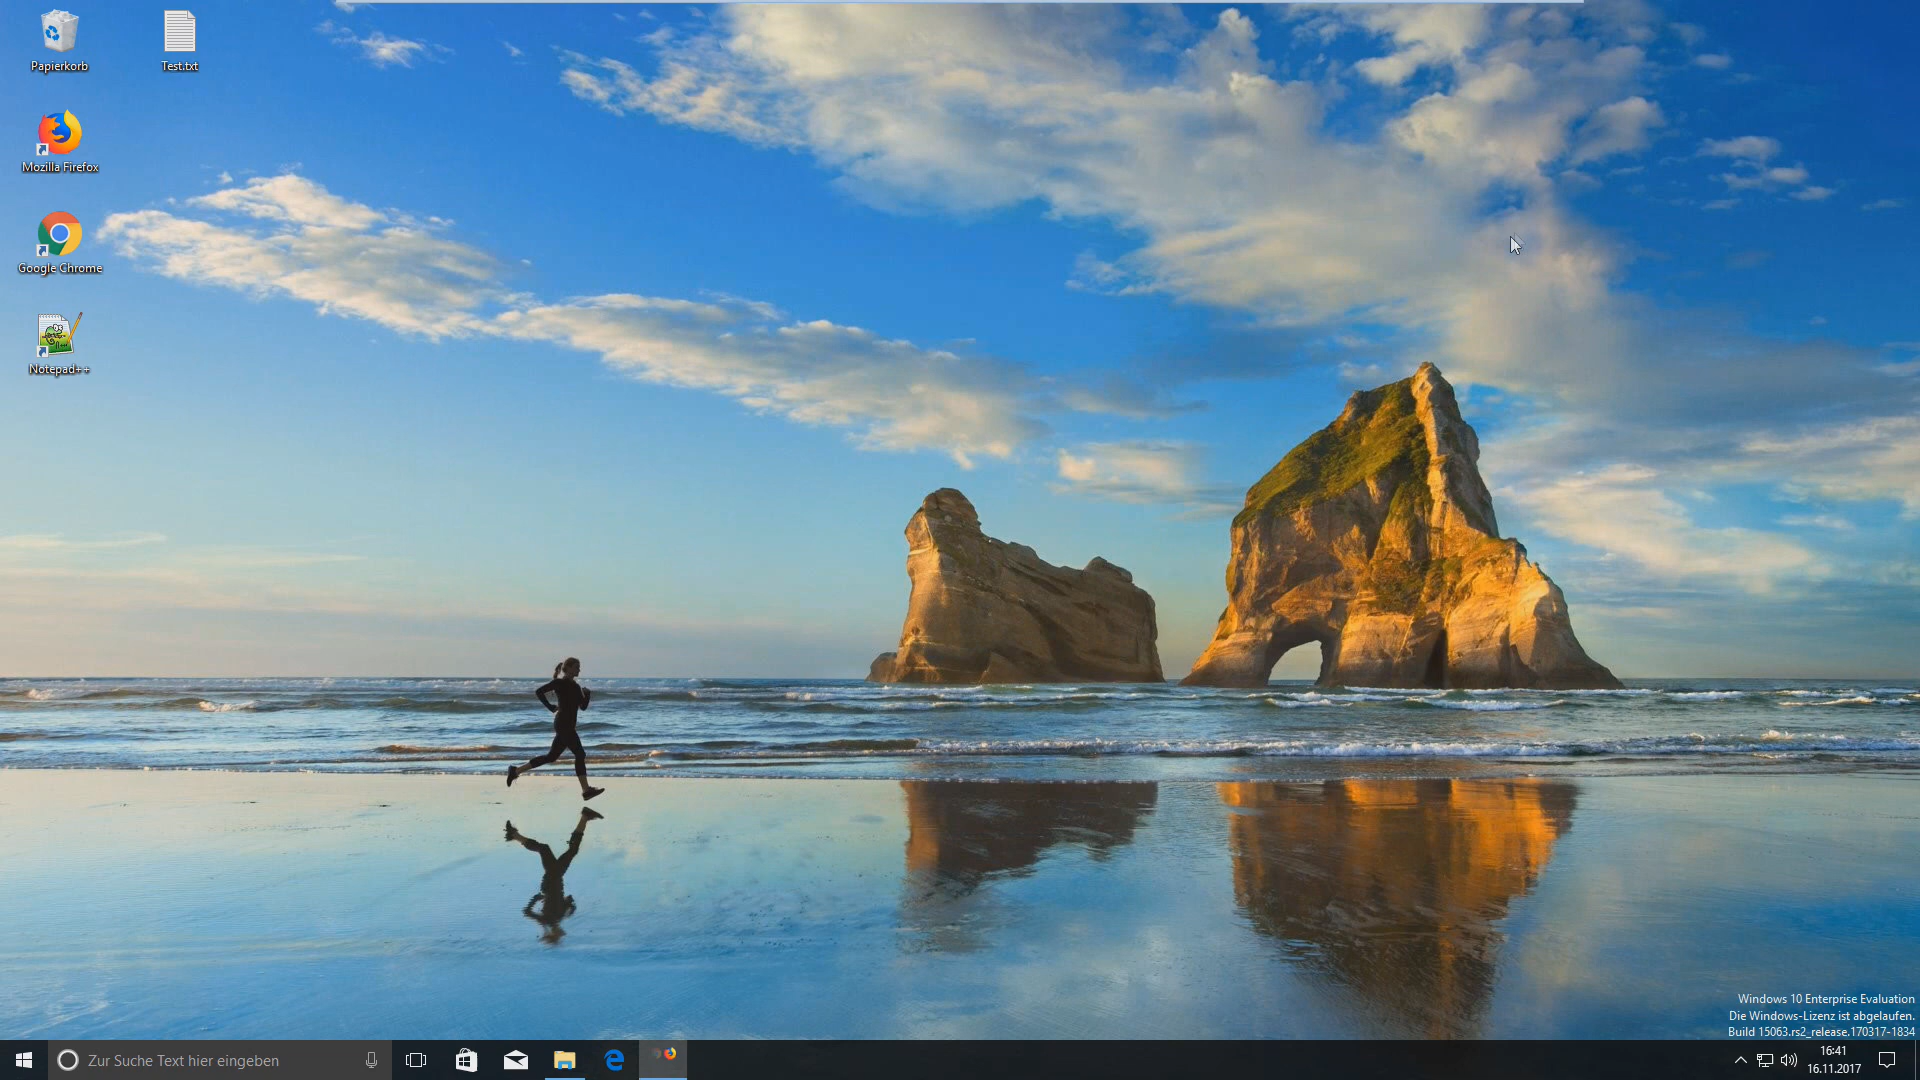 Papierkorb
Test.txt
Mozilla Firefox
Google Chrome
Notepad++
Windows 10 Enterprise Evaluation
Die Windows-Lizenz ist abgelaufen.
Build 15063.rs2_release.170317-1834
Zur Suche Text hier eingeben
16:41
16.11.2017